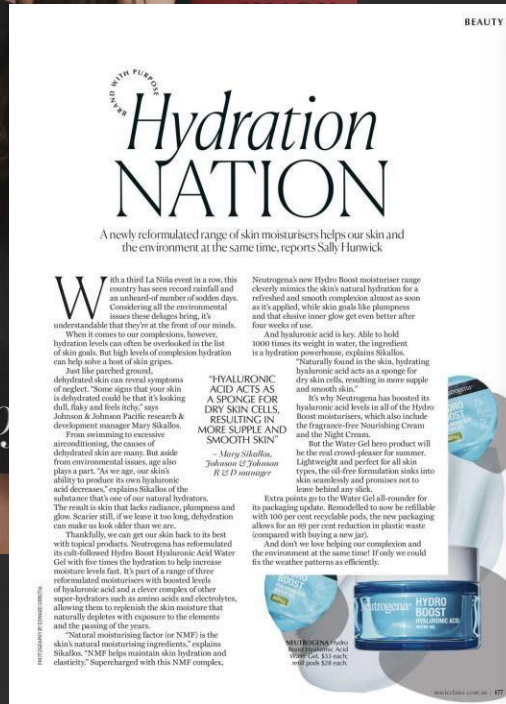 BEAUTY
BRAND WITH PURPOSE
Hydration
NATION
A newly reformulated range of skin moisturisers helps our skin and
the environment at the same time, reports Sally Hunwick
With a third La Niña event in a row, this
country has seen record rainfall and
an unheard-of number of sodden days.
Considering all the environmental
issues these deluges bring, it's
understandable that they're at the front of our minds.
When it comes to our complexions, however,
hydration levels can often be overlooked in the list
of skin goals. But high levels of complexion hydration
can help solve a host of skin gripes.
Just like parched ground,
dehydrated skin can reveal symptoms
of neglect. "Some signs that your skin
is dehydrated could be that it's looking
dull, flaky and feels itchy," says
Johnson & Johnson Pacific research &
development manager Mary Sikallos.
From swimming to excessive
airconditioning, the causes of
dehydrated skin are many. But aside
from environmental issues, age also
plays a part. "As we age, our skin's
ability to produce its own hyaluronic
acid decreases," explains Sikallos of the
substance that's one of our natural hydrators.
The result is skin that lacks radiance, plumpness and
glow. Scarier still, if we leave it too long, dehydration
can make us look older than we are.
Thankfully, we can get our skin back to its best
with topical products. Neutrogena has reformulated
its cult-followed Hydro Boost Hyaluronic Acid Water
Gel with five times the hydration to help increase
moisture levels fast. It's part of a range of three
reformulated moisturisers with boosted levels
of hyaluronic acid and a clever complex of other
super-hydrators such as amino acids and electrolytes,
allowing them to replenish the skin moisture that
naturally depletes with exposure to the elements
and the passing of the years.
"Natural moisturising factor (or NMF) is the
skin's natural moisturising ingredients," explains
Sikallos. "NMF helps maintain skin hydration and
elasticity." Supercharged with this NMF complex,
"HYALURONIC
ACID ACTS AS
A SPONGE FOR
DRY SKIN CELLS,
RESULTING IN
MORE SUPPLE AND
SMOOTH SKIN"
– Mary Sikallos,
Johnson & Johnson
R & D manager
Neutrogena's new Hydro Boost moisturiser range
cleverly mimics the skin's natural hydration for a
refreshed and smooth complexion almost as soon
as it's applied, while skin goals like plumpness
and that elusive inner glow get even better after
four weeks of use.
And hyaluronic acid is key. Able to hold
1000 times its weight in water, the ingredient
is a hydration powerhouse, explains Sikallos.
"Naturally found in the skin, hydrating
hyaluronic acid acts as a sponge for
dry skin cells, resulting in more supple
and smooth skin."
It's why Neutrogena has boosted its
hyaluronic acid levels in all of the Hydro
Boost moisturisers, which also include
the fragrance-free Nourishing Cream
and the Night Cream.
But the Water Gel hero product will
be the real crowd-pleaser for summer.
Lightweight and perfect for all skin
types, the oil-free formulation sinks into
skin seamlessly and promises not to
leave behind any slick.
Extra points go to the Water Gel all-rounder for
its packaging update. Remodelled to now be refillable
with 100 per cent recyclable pods, the new packaging
allows for an 89 per cent reduction in plastic waste
(compared with buying a new jar).
And don't we love helping our complexion and
the environment at the same time! If only we could
fix the weather patterns as efficiently.
Neutrogena
HYDRO
BOOST
HYALURONIC ACID
WATER GEL
NEUTROGENA Hydro
Boost Hyaluronic Acid
Water Gel, $33 each;
refill pods $28 each.
marieclaire.com.au | 177